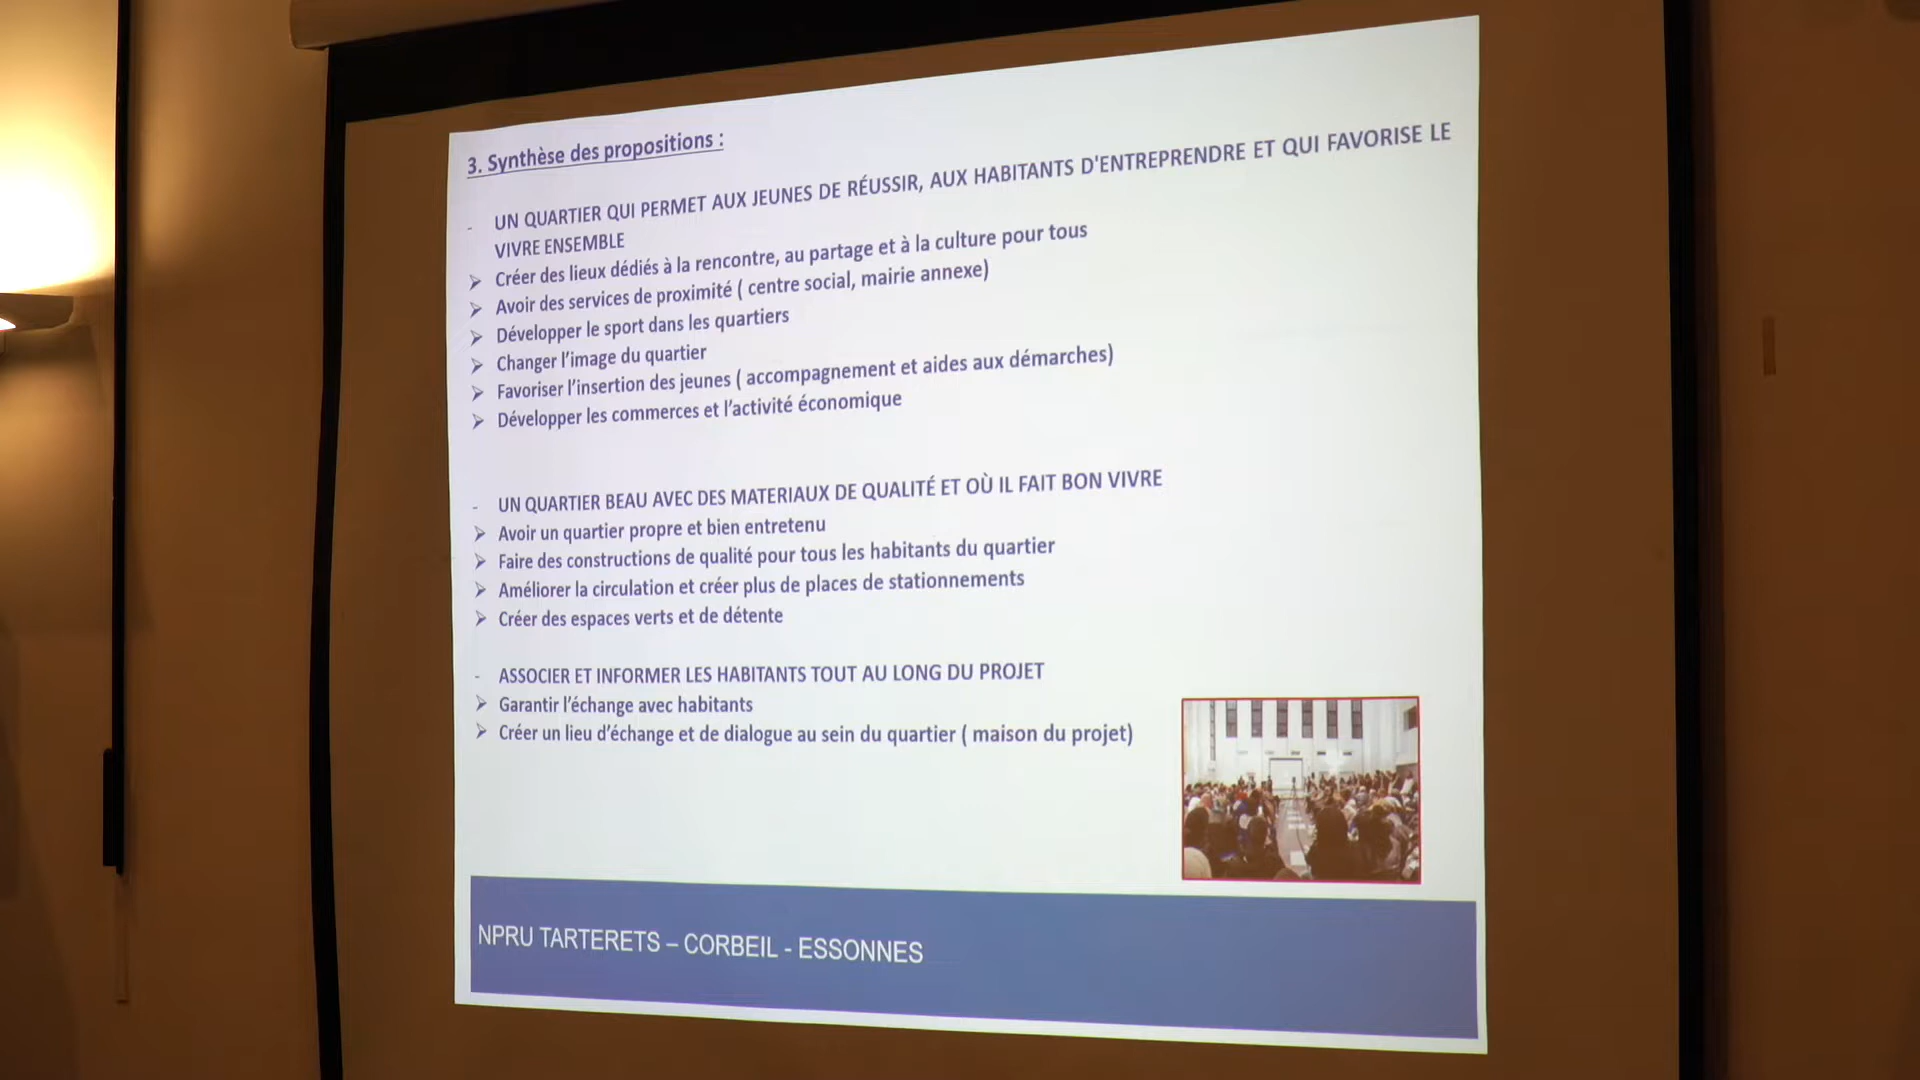 3. Synthèse des propositions :
- UN QUARTIER QUI PERMET AUX JEUNES DE RÉUSSIR, AUX HABITANTS D'ENTREPRENDRE ET QUI FAVORISE LE
VIVRE ENSEMBLE
➢ Créer des lieux dédiés à la rencontre, au partage et à la culture pour tous
➢ Avoir des services de proximité ( centre social, mairie annexe)
➢ Développer le sport dans les quartiers
➢ Changer l’image du quartier
➢ Favoriser l’insertion des jeunes ( accompagnement et aides aux démarches)
➢ Développer les commerces et l’activité économique
- UN QUARTIER BEAU AVEC DES MATERIAUX DE QUALITÉ ET OÙ IL FAIT BON VIVRE
➢ Avoir un quartier propre et bien entretenu
➢ Faire des constructions de qualité pour tous les habitants du quartier
➢ Améliorer la circulation et créer plus de places de stationnements
➢ Créer des espaces verts et de détente
- ASSOCIER ET INFORMER LES HABITANTS TOUT AU LONG DU PROJET
➢ Garantir l’échange avec habitants
➢ Créer un lieu d’échange et de dialogue au sein du quartier ( maison du projet)
NPRU TARTERETS – CORBEIL - ESSONNES